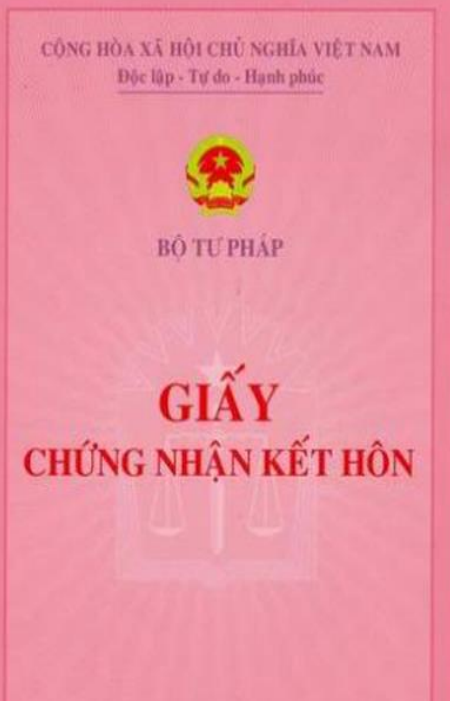 CỘNG HÒA XÃ HỘI CHỦ NGHĨA VIỆT NAM
Độc lập - Tự do - Hạnh phúc
BỘ TƯ PHÁP
GIẤY
CHỨNG NHẬN KẾT HÔN